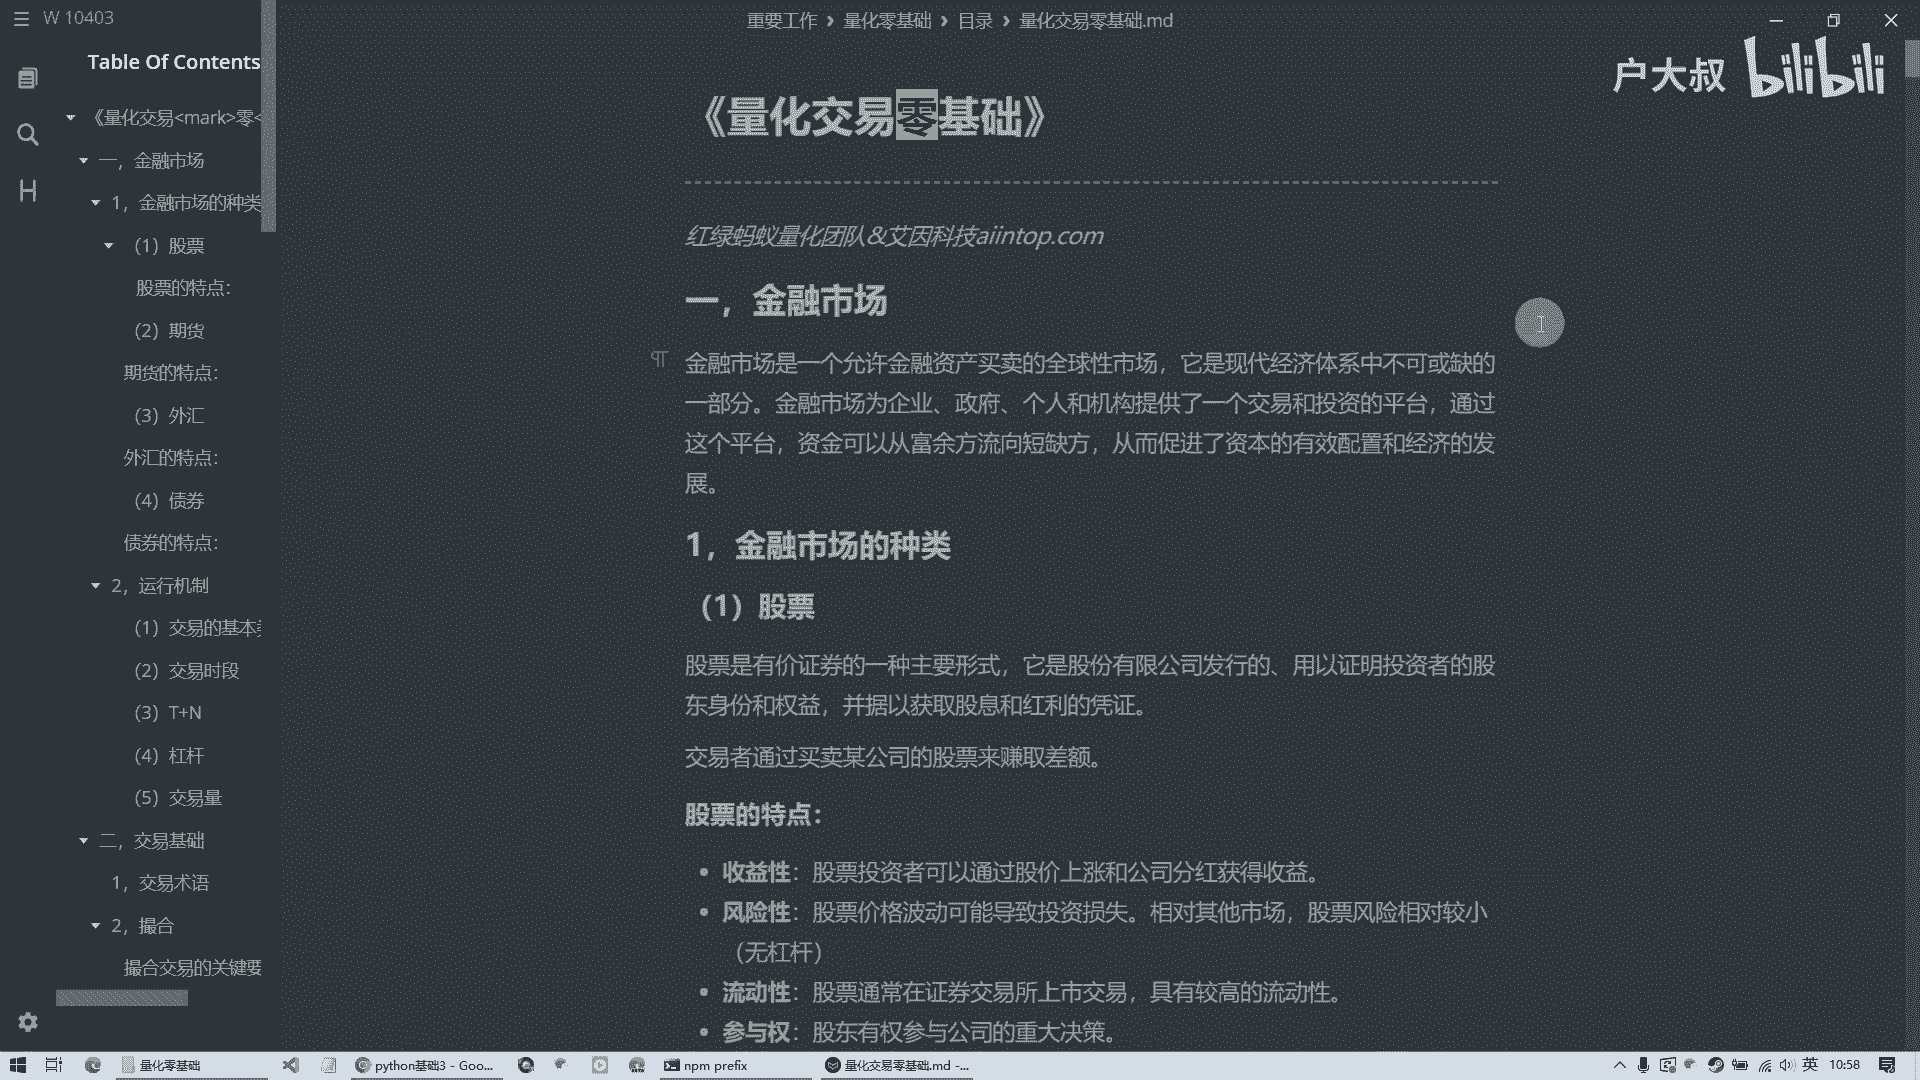 W 10403
重要工作 › 量化零基础 › 目录 › 量化交易零基础.md
户大叔 bilibili
Table Of Contents
《量化交易<mark>零<
一，金融市场
1，金融市场的种类
（1）股票
股票的特点：
（2）期货
期货的特点：
（3）外汇
外汇的特点：
（4）债券
债券的特点：
2，运行机制
（1）交易的基本
（2）交易时段
（3）T+N
（4）杠杆
（5）交易量
二，交易基础
1，交易术语
2，撮合
撮合交易的关键要
《量化交易零基础》
红绿蚂蚁量化团队&艾因科技aiintop.com
一，金融市场
金融市场是一个允许金融资产买卖的全球性市场，它是现代经济体系中不可或缺的
一部分。金融市场为企业、政府、个人和机构提供了一个交易和投资的平台，通过
这个平台，资金可以从富余方流向短缺方，从而促进了资本的有效配置和经济的发
展。
1，金融市场的种类
（1）股票
股票是有价证券的一种主要形式，它是股份有限公司发行的、用以证明投资者的股
东身份和权益，并据以获取股息和红利的凭证。
交易者通过买卖某公司的股票来赚取差额。
股票的特点：
• 收益性：股票投资者可以通过股价上涨和公司分红获得收益。
• 风险性：股票价格波动可能导致投资损失。相对其他市场，股票风险相对较小
（无杠杆）
• 流动性：股票通常在证券交易所上市交易，具有较高的流动性。
• 参与权：股东有权参与公司的重大决策。
量化零基础
python基础3 - Goo...
npm prefix
量化交易零基础.md -...
英
10:58